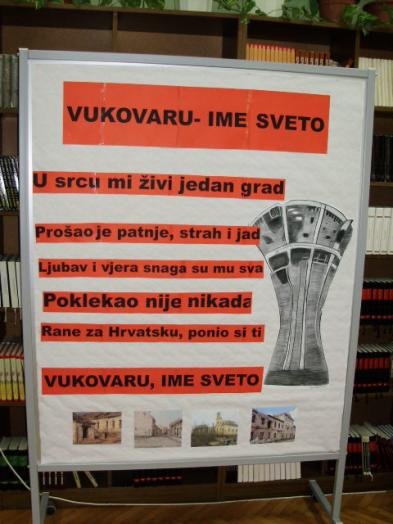 VUKOVARU- IME SVETO
U srcu mi živi jedan grad
Prošao je patnje, strah i jad
Ljubav i vjera snaga su mu sva
Poklekao nije nikada
Rane za Hrvatsku, ponio si ti
VUKOVARU, IME SVETO